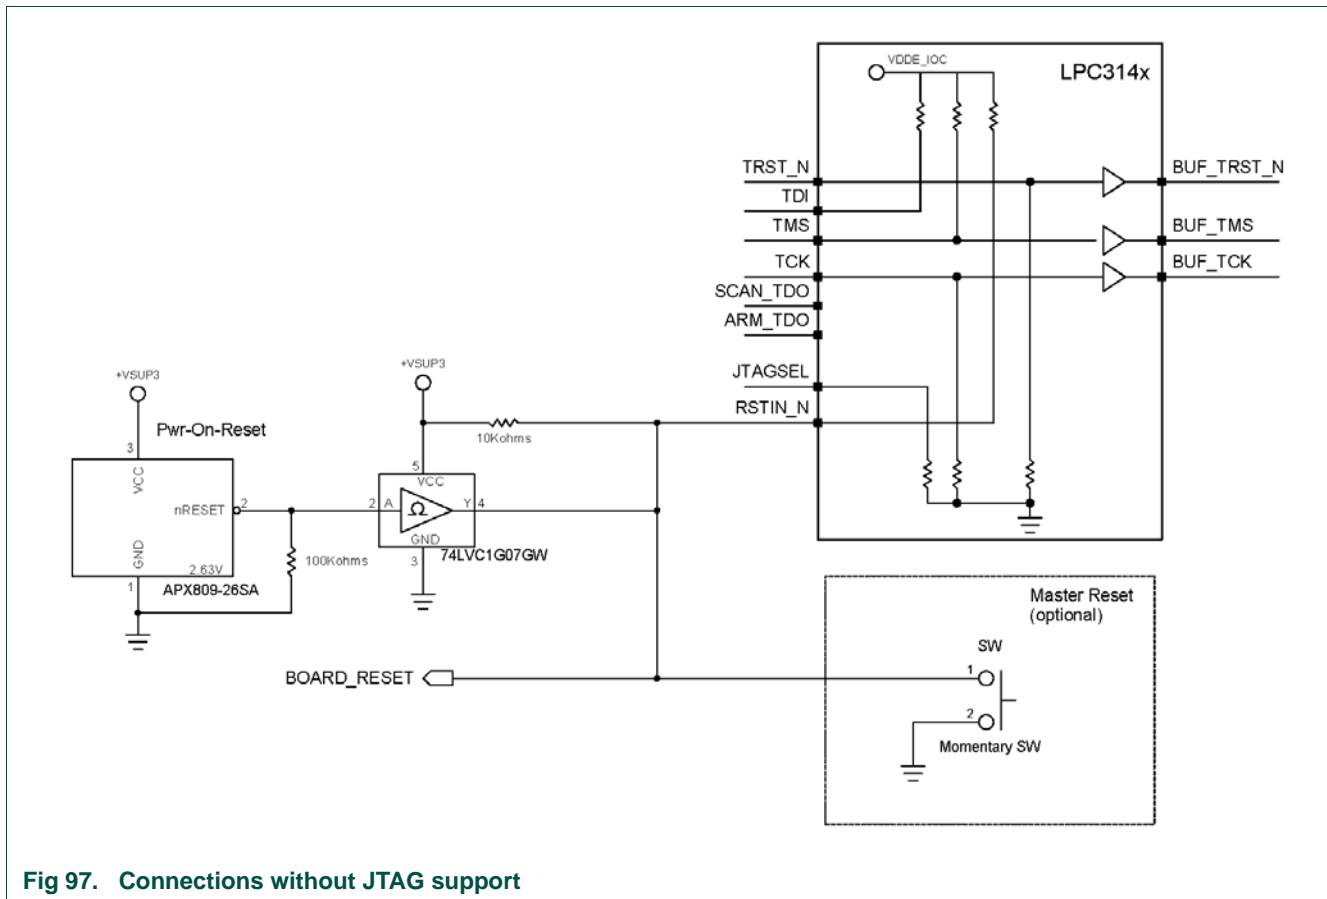 VDDE_IOC
LPC314x
TRST_N
BUF_TRST_N
TDI
TMS
BUF_TMS
TCK
BUF_TCK
SCAN_TDO
ARM_TDO
JTAGSEL
RSTIN_N
+VSUP3
+VSUP3
Pwr-On-Reset
10Kohms
3
VCC
nRESET
2
GND
1
2.63V
APX809-26SA
100Kohms
5
VCC
2
A
Ω
Y
4
GND
3
74LVC1G07GW
BOARD_RESET
Master Reset
(optional)
SW
1
2
Momentary SW
Fig 97. Connections without JTAG support